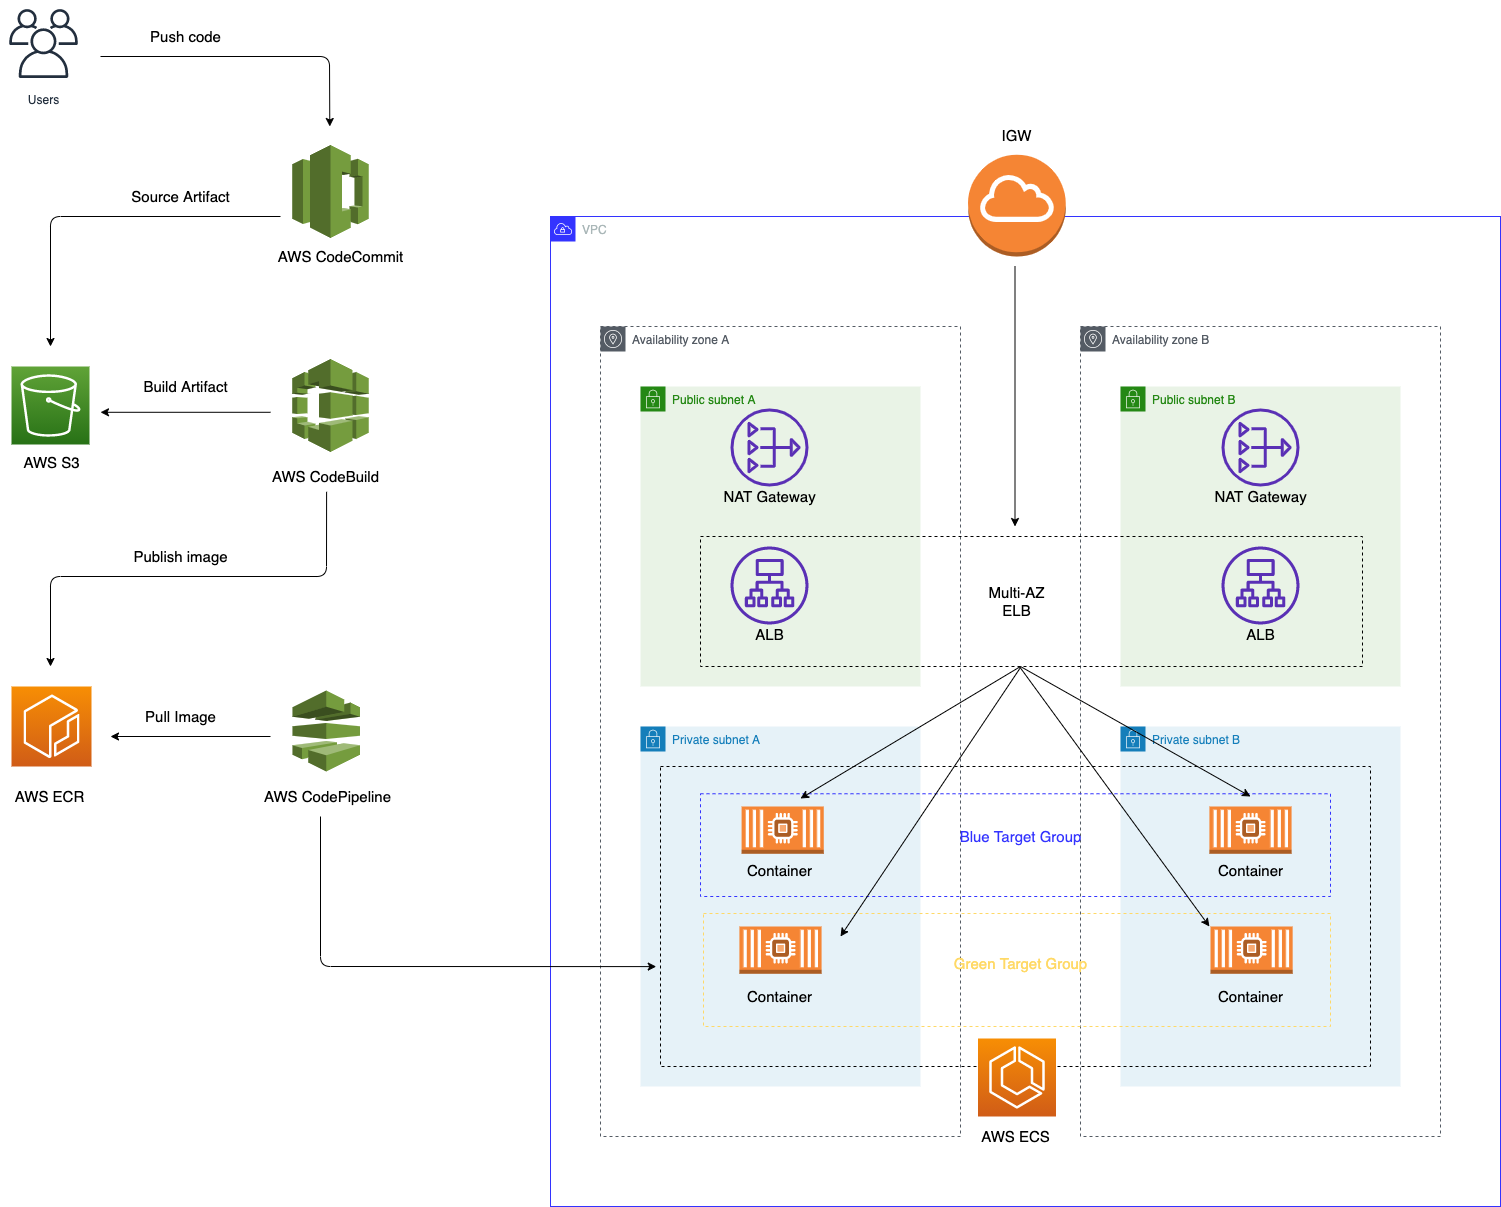 Push code
Users
IGW
Source Artifact
VPC
AWS CodeCommit
Availability zone A
Availability zone B
Build Artifact
Public subnet A
Public subnet B
AWS S3
AWS CodeBuild
NAT Gateway
NAT Gateway
Publish image
Multi-AZ
ELB
ALB
ALB
Pull Image
Private subnet A
Private subnet B
AWS ECR
AWS CodePipeline
Blue Target Group
Container
Container
Green Target Group
Container
Container
AWS ECS